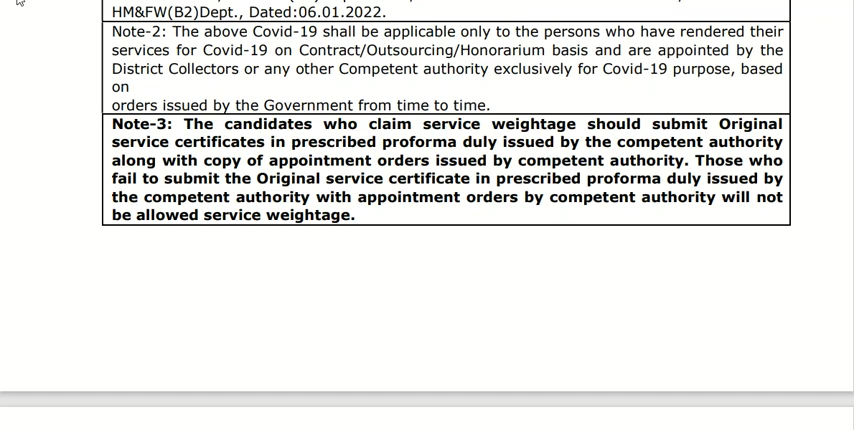 HM&FW(B2)Dept., Dated:06.01.2022.
Note-2: The above Covid-19 shall be applicable only to the persons who have rendered their
services for Covid-19 on Contract/Outsourcing/Honorarium basis and are appointed by the
District Collectors or any other Competent authority exclusively for Covid-19 purpose, based
on
orders issued by the Government from time to time.
Note-3: The candidates who claim service weightage should submit Original
service certificates in prescribed proforma duly issued by the competent authority
along with copy of appointment orders issued by competent authority. Those who
fail to submit the Original service certificate in prescribed proforma duly issued by
the competent authority with appointment orders by competent authority will not
be allowed service weightage.